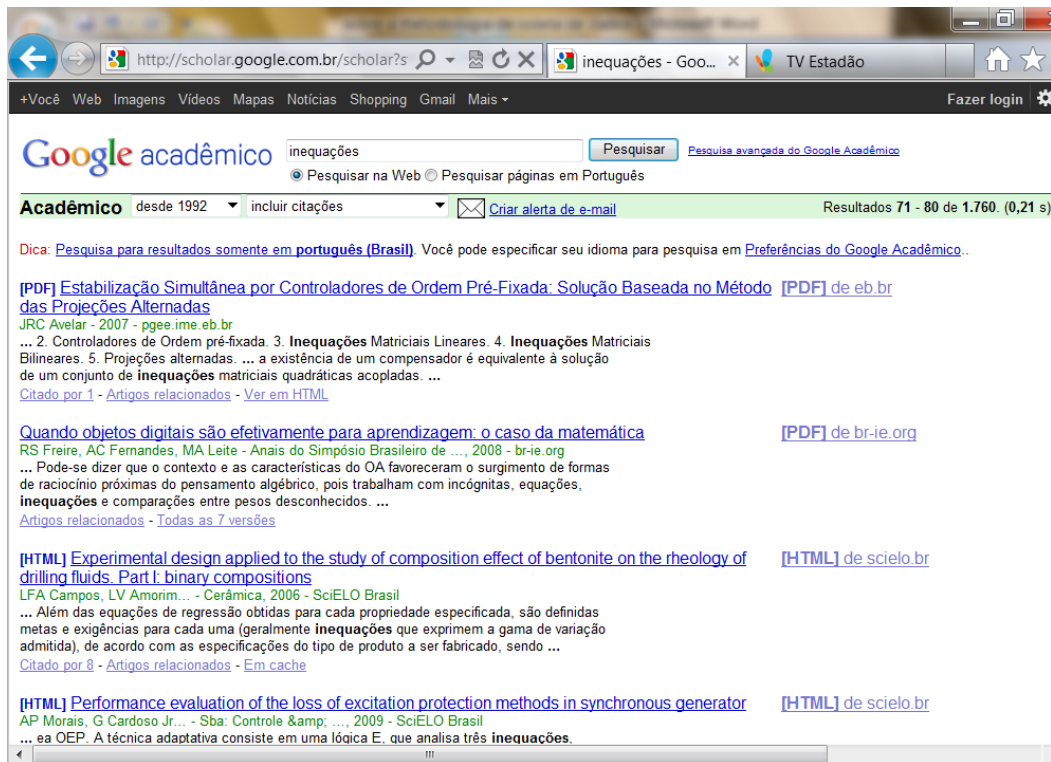 sobre a metodologia de coleta de dados - Microsoft Word
http://scholar.google.com.br/scholar?s
inequações - Goo...
TV Estadão
+Você Web Imagens Vídeos Mapas Notícias Shopping Gmail Mais
Fazer login
Google acadêmico
inequações
Pesquisar
Pesquisa avançada do Google Acadêmico
Pesquisar na Web Pesquisar páginas em Português
Acadêmico desde 1992 incluir citações Criar alerta de e-mail Resultados 71 - 80 de 1.760. (0,21 s)
Dica: Pesquisa para resultados somente em português (Brasil). Você pode especificar seu idioma para pesquisa em Preferências do Google Acadêmico..
[PDF] Estabilização Simultânea por Controladores de Ordem Pré-Fixada: Solução Baseada no Método [PDF] de eb.br
das Projeções Alternadas
JRC Avelar - 2007 - pgee.ime.eb.br
... 2. Controladores de Ordem pré-fixada. 3. Inequações Matriciais Lineares. 4. Inequações Matriciais
Bilineares. 5. Projeções alternadas. ... a existência de um compensador é equivalente à solução
de um conjunto de inequações matriciais quadráticas acopladas. ...
Citado por 1 - Artigos relacionados - Ver em HTML
Quando objetos digitais são efetivamente para aprendizagem: o caso da matemática [PDF] de br-ie.org
RS Freire, AC Fernandes, MA Leite - Anais do Simpósio Brasileiro de ..., 2008 - br-ie.org
... Pode-se dizer que o contexto e as características do OA favoreceram o surgimento de formas
de raciocínio próximas do pensamento algébrico, pois trabalham com incógnitas, equações,
inequações e comparações entre pesos desconhecidos. ...
Artigos relacionados - Todas as 7 versões
[HTML] Experimental design applied to the study of composition effect of bentonite on the rheology of [HTML] de scielo.br
drilling fluids. Part I: binary compositions
LFA Campos, LV Amorim... - Cerâmica, 2006 - SciELO Brasil
... Além das equações de regressão obtidas para cada propriedade especificada, são definidas
metas e exigências para cada uma (geralmente inequações que exprimem a gama de variação
admitida), de acordo com as especificações do tipo de produto a ser fabricado, sendo ...
Citado por 8 - Artigos relacionados - Em cache
[HTML] Performance evaluation of the loss of excitation protection methods in synchronous generator [HTML] de scielo.br
AP Morais, G Cardoso Jr... - Sba: Controle &amp; ..., 2009 - SciELO Brasil
... ea OEP. A técnica adaptativa consiste em uma lógica E, que analisa três inequações,